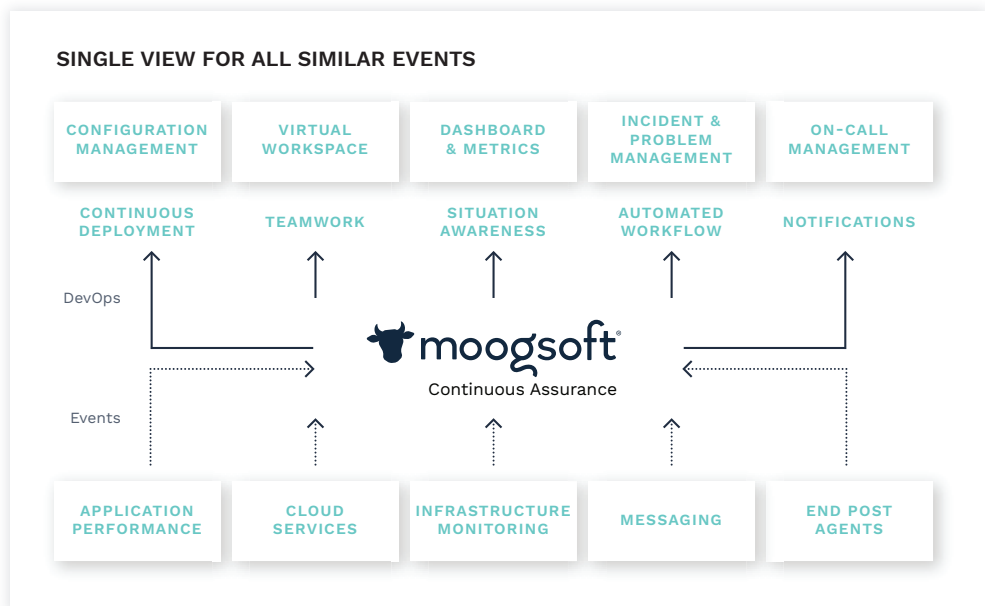 SINGLE VIEW FOR ALL SIMILAR EVENTS
CONFIGURATION
MANAGEMENT
VIRTUAL
WORKSPACE
DASHBOARD
& METRICS
INCIDENT &
PROBLEM
MANAGEMENT
ON-CALL
MANAGEMENT
CONTINUOUS
DEPLOYMENT
TEAMWORK
SITUATION
AWARENESS
AUTOMATED
WORKFLOW
NOTIFICATIONS
DevOps
moogsoft®
Continuous Assurance
Events
APPLICATION
PERFORMANCE
CLOUD
SERVICES
INFRASTRUCTURE
MONITORING
MESSAGING
END POST
AGENTS